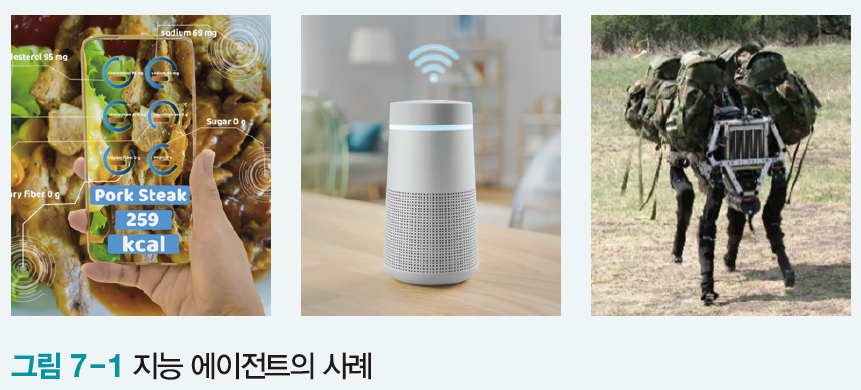 sodium 69 mg
lesterol 95 mg
Sugar 0 g
ry Fiber 0 g
Pork Steak
259
kcal
그림 7-1 지능 에이전트의 사례